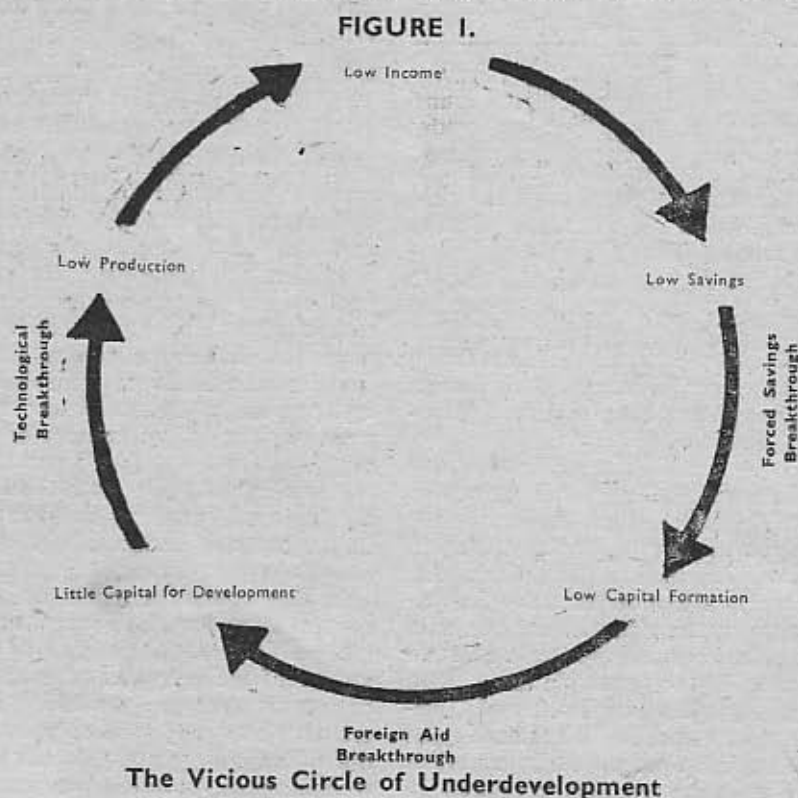 FIGURE I.
Low Income
Low Production
Low Savings
Technological
Breakthrough
Forced Savings
Breakthrough
Little Capital for Development
Low Capital Formation
Foreign Aid
Breakthrough
The Vicious Circle of Underdevelopment